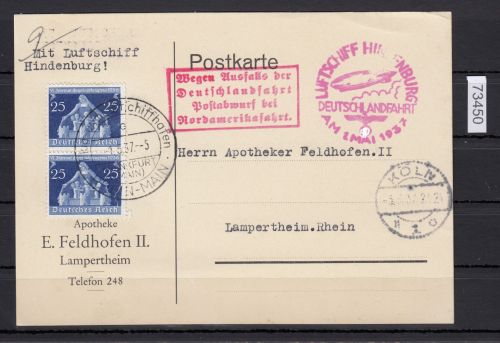 Mit Luftschiff
Hindenburg!
Postkarte
Wegen Ausfalls der
Deutschlandfahrt
Postabwurf bei
Nordamerikafahrt.
LUFTSCHIFF HINDENBURG
DEUTSCHLANDFAHRT
AM 1. MAI 1937
73450
25 25
Deutsches Reich
25 25
Deutsches Reich
Herrn Apotheker Feldhofen.II
Lampertheim.Rhein
KÖLN
Apotheke
E. Feldhofen II.
Lampertheim
Telefon 248